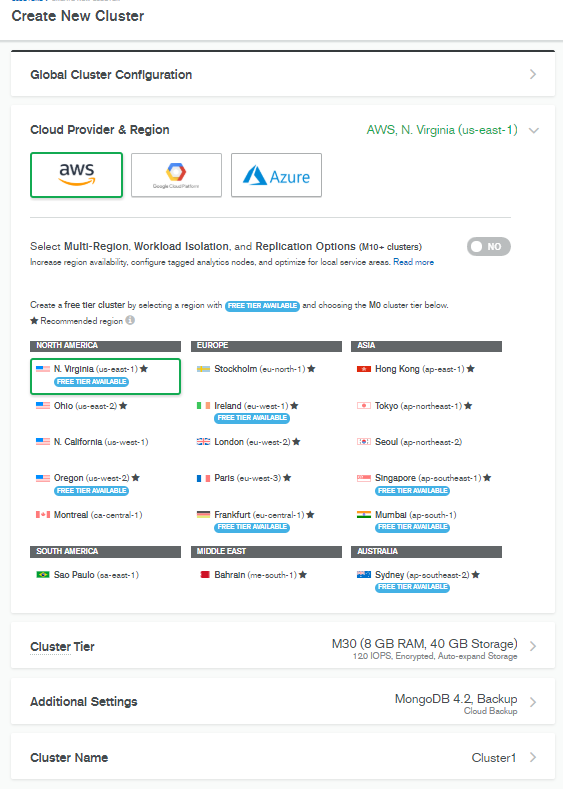 Create New Cluster
Global Cluster Configuration
Cloud Provider & Region
AWS, N. Virginia (us-east-1)
aws
Google Cloud Platform
Azure
Select Multi-Region, Workload Isolation, and Replication Options (M10+ clusters)
NO
Increase region availability, configure tagged analytics nodes, and optimize for local service areas. Read more
Create a free tier cluster by selecting a region with FREE TIER AVAILABLE and choosing the M0 cluster tier below.
★ Recommended region
NORTH AMERICA
N. Virginia (us-east-1) ★
FREE TIER AVAILABLE
Ohio (us-east-2) ★
N. California (us-west-1)
Oregon (us-west-2) ★
FREE TIER AVAILABLE
Montreal (ca-central-1)
EUROPE
Stockholm (eu-north-1) ★
Ireland (eu-west-1) ★
FREE TIER AVAILABLE
London (eu-west-2) ★
Paris (eu-west-3) ★
Frankfurt (eu-central-1) ★
FREE TIER AVAILABLE
ASIA
Hong Kong (ap-east-1) ★
Tokyo (ap-northeast-1) ★
Seoul (ap-northeast-2)
Singapore (ap-southeast-1) ★
FREE TIER AVAILABLE
Mumbai (ap-south-1)
FREE TIER AVAILABLE
SOUTH AMERICA
Sao Paulo (sa-east-1)
MIDDLE EAST
Bahrain (me-south-1) ★
AUSTRALIA
Sydney (ap-southeast-2) ★
FREE TIER AVAILABLE
Cluster Tier
M30 (8 GB RAM, 40 GB Storage)
120 IOPS, Encrypted, Auto-expand Storage
Additional Settings
MongoDB 4.2, Backup
Cloud Backup
Cluster Name
Cluster1